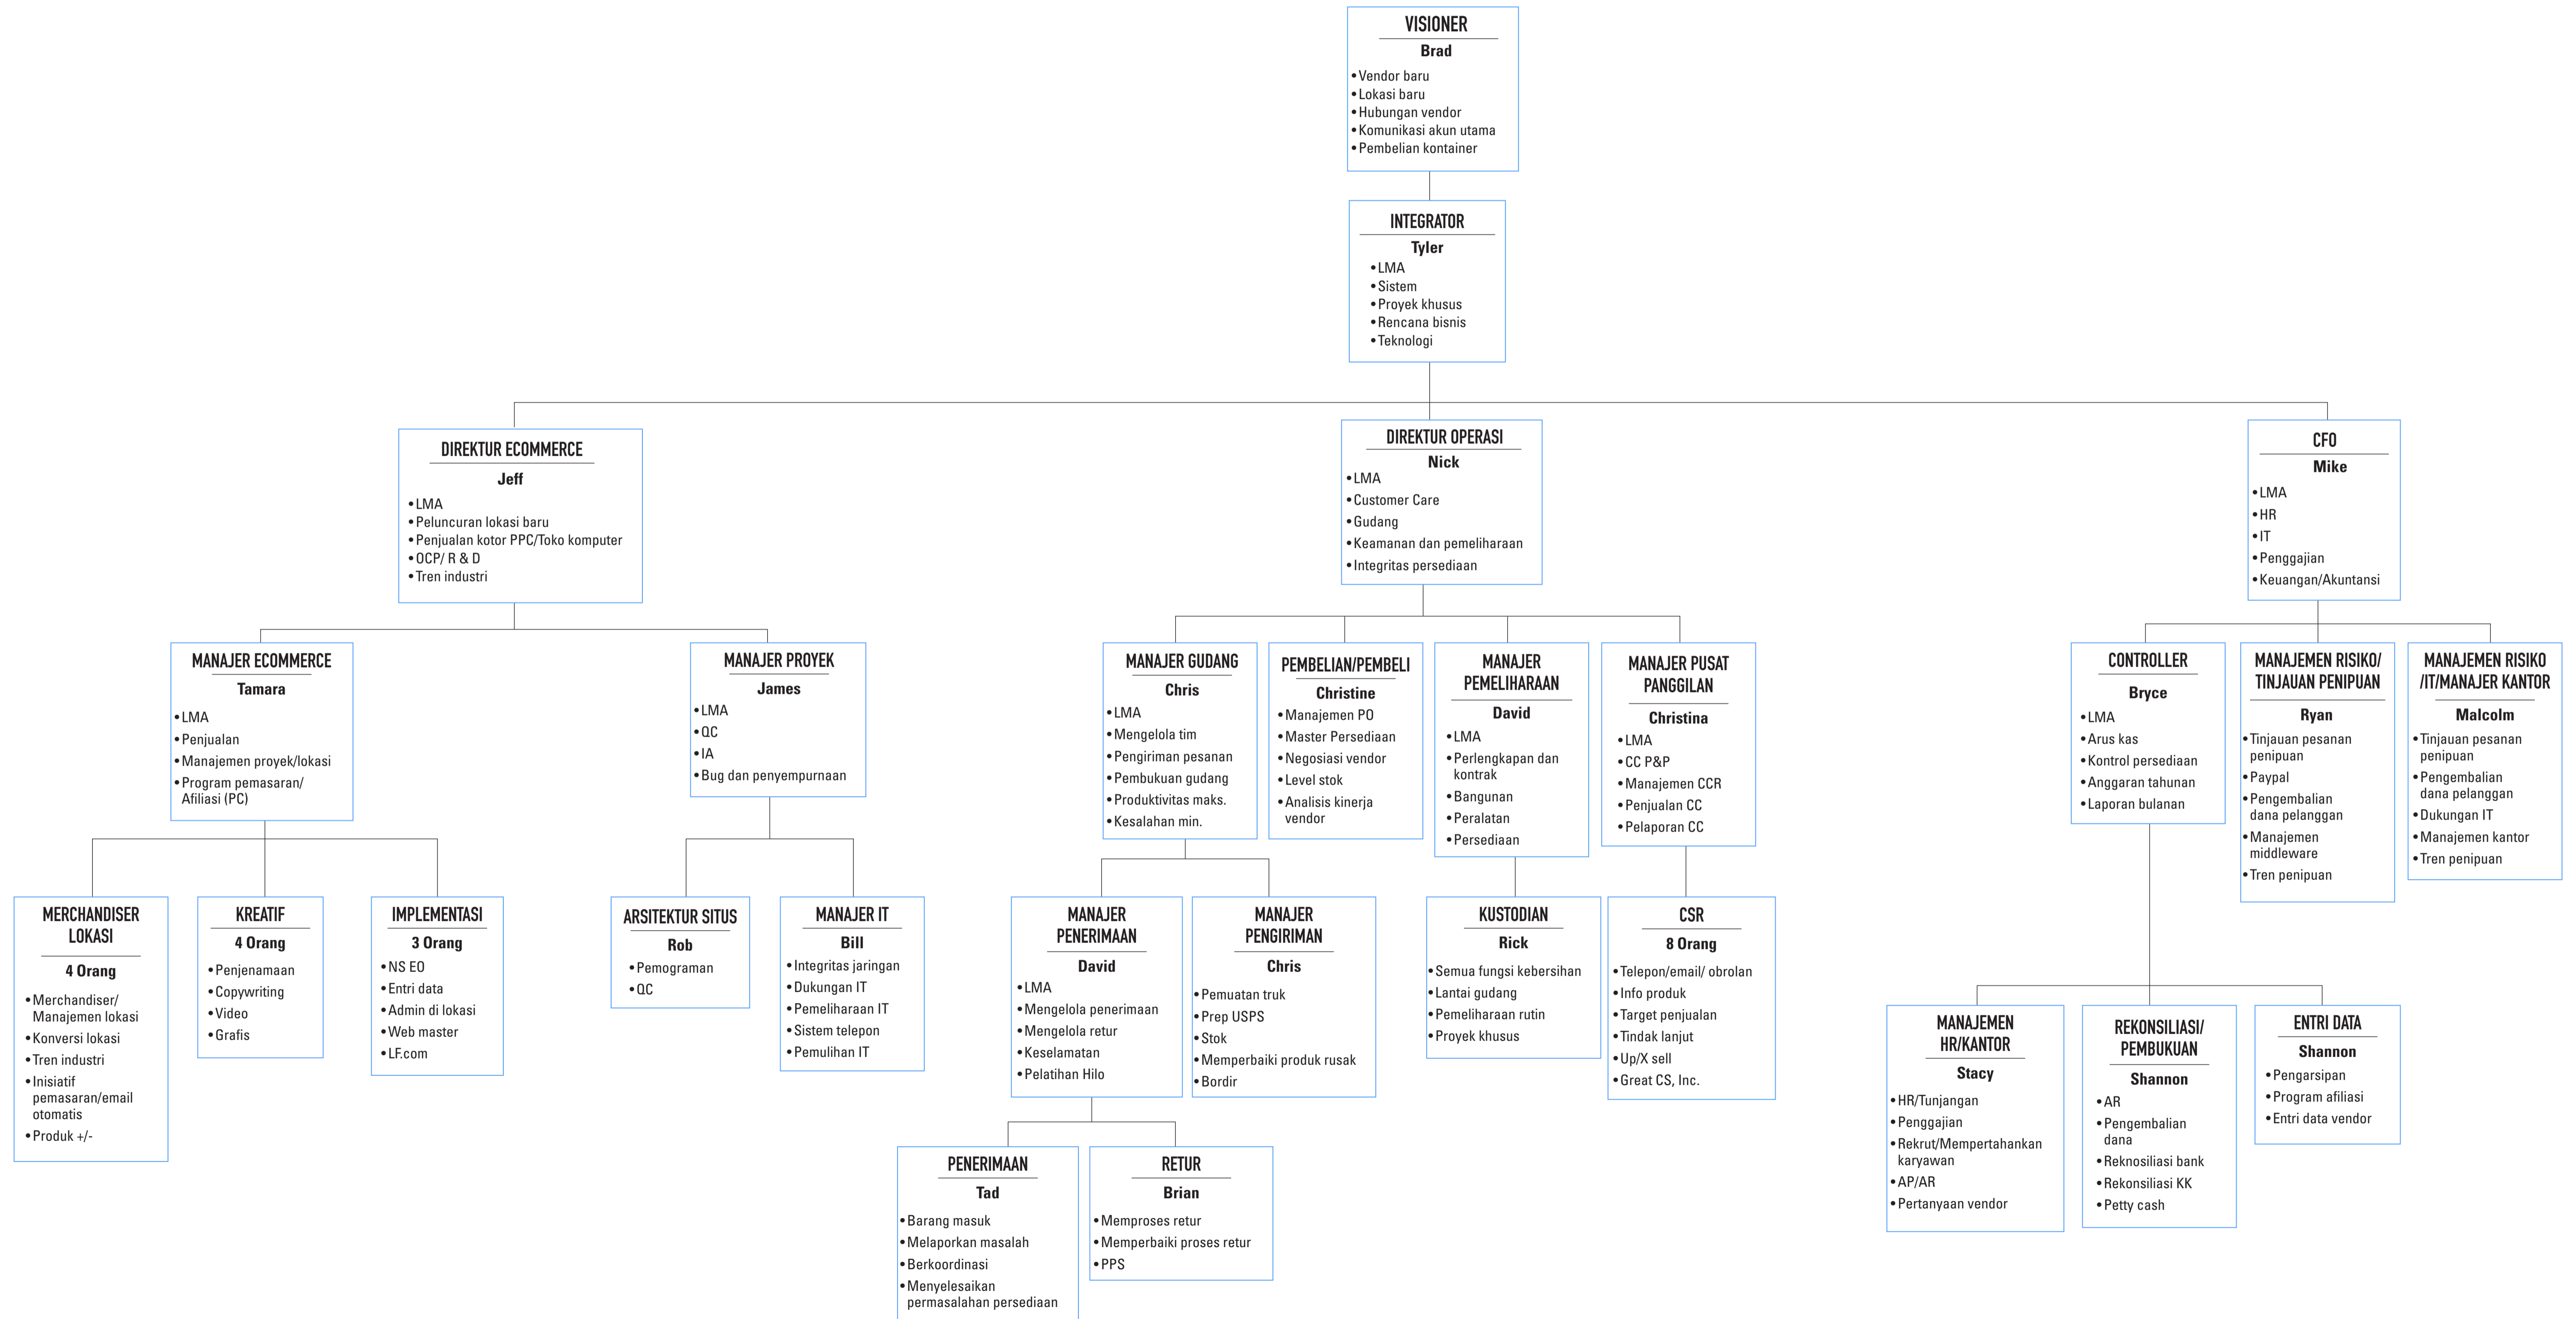 VISIONER
Brad
•Vendor baru
•Lokasi baru
•Hubungan vendor
•Komunikasi akun utama
•Pembelian kontainer
INTEGRATOR
Tyler
•LMA
•Sistem
•Proyek khusus
•Rencana bisnis
•Teknologi
DIREKTUR ECOMMERCE
Jeff
•LMA
•Peluncuran lokasi baru
•Penjualan kotor PPC/Toko komputer
•OCP/ R & D
•Tren industri
DIREKTUR OPERASI
Nick
•LMA
•Customer Care
•Gudang
•Keamanan dan pemeliharaan
•Integritas persediaan
CFO
Mike
•LMA
•HR
•IT
•Penggajian
•Keuangan/Akuntansi
MANAJER ECOMMERCE
Tamara
•LMA
•Penjualan
•Manajemen proyek/lokasi
•Program pemasaran/
Afiliasi (PC)
MANAJER PROYEK
James
•LMA
•QC
•IA
•Bug dan penyempurnaan
MANAJER GUDANG
Chris
•LMA
•Mengelola tim
•Pengiriman pesanan
•Pembukuan gudang
•Produktivitas maks.
•Kesalahan min.
PEMBELIAN/PEMBELI
Christine
•Manajemen PO
•Master Persediaan
•Negosiasi vendor
•Level stok
•Analisis kinerja
vendor
MANAJER
PEMELIHARAAN
David
•LMA
•Perlengkapan dan
kontrak
•Bangunan
•Peralatan
•Persediaan
MANAJER PUSAT
PANGGILAN
Christina
•LMA
•CC P&P
•Manajemen CCR
•Penjualan CC
•Pelaporan CC
CONTROLLER
Bryce
•LMA
•Arus kas
•Kontrol persediaan
•Anggaran tahunan
•Laporan bulanan
MANAJEMEN RISIKO/
TINJAUAN PENIPUAN
Ryan
•Tinjauan pesanan
penipuan
•Paypal
•Pengembalian
dana pelanggan
•Manajemen
middleware
•Tren penipuan
MANAJEMEN RISIKO
/IT/MANAJER KANTOR
Malcolm
•Tinjauan pesanan
penipuan
•Pengembalian
dana pelanggan
•Dukungan IT
•Manajemen kantor
•Tren penipuan
MERCHANDISER
LOKASI
4 Orang
•Merchandiser/
Manajemen lokasi
•Konversi lokasi
•Tren industri
•Inisiatif
pemasaran/email
otomatis
•Produk +/-
KREATIF
4 Orang
•Penjenamaan
•Copywriting
•Video
•Grafis
IMPLEMENTASI
3 Orang
•NS EO
•Entri data
•Admin di lokasi
•Web master
•LF.com
ARSITEKTUR SITUS
Rob
•Pemograman
•QC
MANAJER IT
Bill
•Integritas jaringan
•Dukungan IT
•Pemeliharaan IT
•Sistem telepon
•Pemulihan IT
MANAJER
PENERIMAAN
David
•LMA
•Mengelola penerimaan
•Mengelola retur
•Keselamatan
•Pelatihan Hilo
MANAJER
PENGIRIMAN
Chris
•Pemuatan truk
•Prep USPS
•Stok
•Memperbaiki produk rusak
•Bordir
KUSTODIAN
Rick
•Semua fungsi kebersihan
•Lantai gudang
•Pemeliharaan rutin
•Proyek khusus
CSR
8 Orang
•Telepon/email/ obrolan
•Info produk
•Target penjualan
•Tindak lanjut
•Up/X sell
•Great CS, Inc.
MANAJEMEN
HR/KANTOR
Stacy
•HR/Tunjangan
•Penggajian
•Rekrut/Mempertahankan
karyawan
•AP/AR
•Pertanyaan vendor
REKONSILIASI/
PEMBUKUAN
Shannon
•AR
•Pengembalian
dana
•Reknosiliasi bank
•Rekonsiliasi KK
•Petty cash
ENTRI DATA
Shannon
•Pengarsipan
•Program afiliasi
•Entri data vendor
PENERIMAAN
Tad
•Barang masuk
•Melaporkan masalah
•Berkoordinasi
•Menyelesaikan
permasalahan persediaan
RETUR
Brian
•Memproses retur
•Memperbaiki proses retur
•PPS